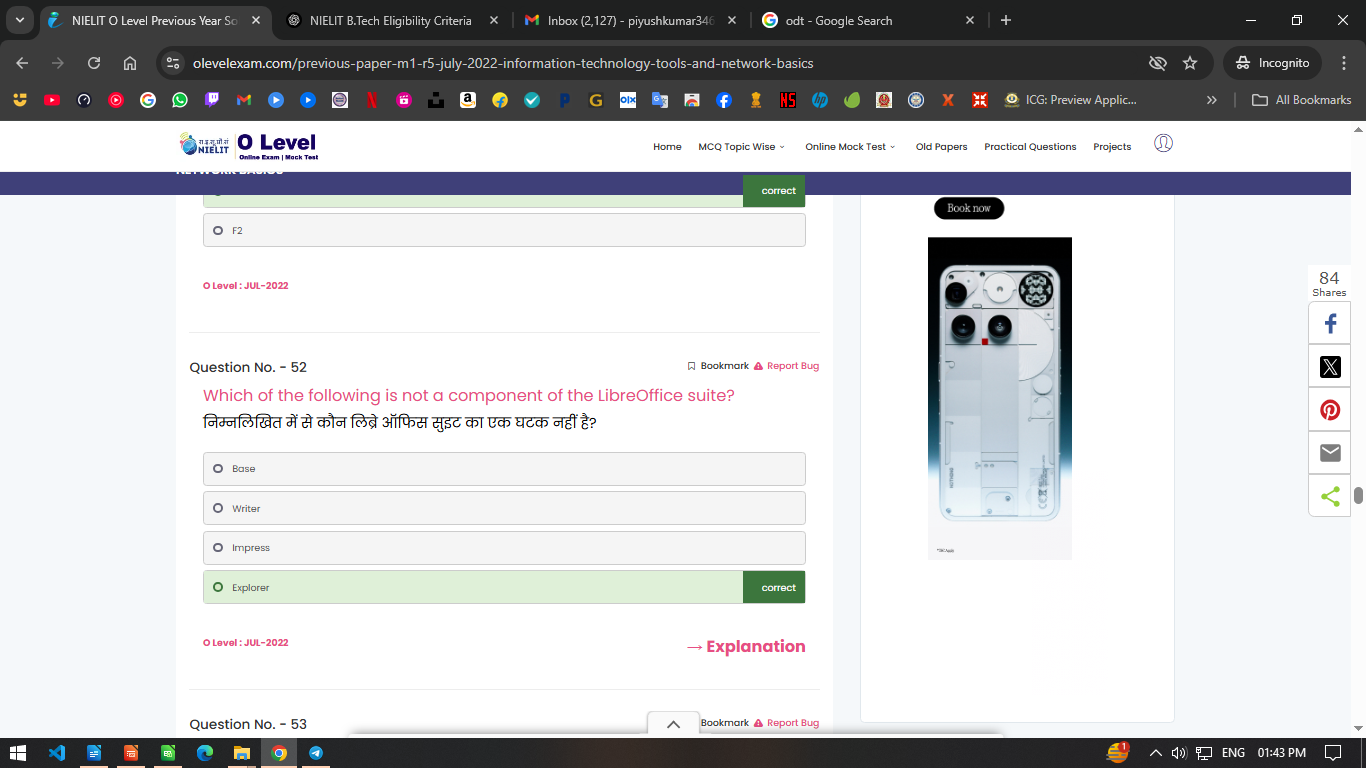 NIELIT O Level Previous Year So
NIELIT B.Tech Eligibility Criteria
Inbox (2,127) - piyushkumar346
odt - Google Search
olevelexam.com/previous-paper-m1-r5-july-2022-information-technology-tools-and-network-basics
Incognito
ICG: Preview Applic...
All Bookmarks
रा.इ.सू.प्रौ.सं
NIELIT
O Level
Online Exam | Mock Test
Home
MCQ Topic Wise
Online Mock Test
Old Papers
Practical Questions
Projects
NETWORK BASICS
correct
F2
O Level : JUL-2022
Book now
84
Shares
Question No. - 52
Bookmark
Report Bug
Which of the following is not a component of the LibreOffice suite?
निम्नलिखित में से कौन लिब्रे ऑफिस सुइट का एक घटक नहीं है?
Base
Writer
Impress
Explorer
correct
O Level : JUL-2022
→ Explanation
Question No. - 53
Bookmark
Report Bug
1
ENG
01:43 PM